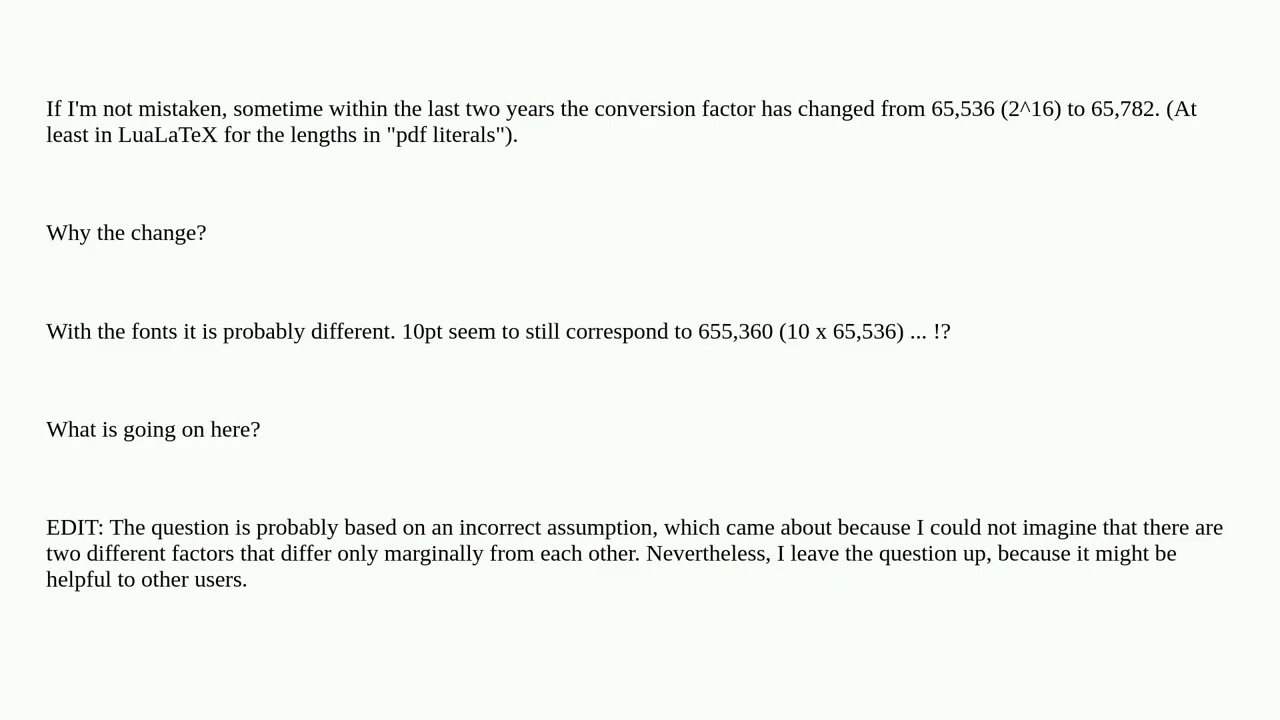 If I'm not mistaken, sometime within the last two years the conversion factor has changed from 65,536 (2^16) to 65,782. (At
least in LuaLaTeX for the lengths in "pdf literals").
Why the change?
With the fonts it is probably different. 10pt seem to still correspond to 655,360 (10 x 65,536) ... !?
What is going on here?
EDIT: The question is probably based on an incorrect assumption, which came about because I could not imagine that there are
two different factors that differ only marginally from each other. Nevertheless, I leave the question up, because it might be
helpful to other users.